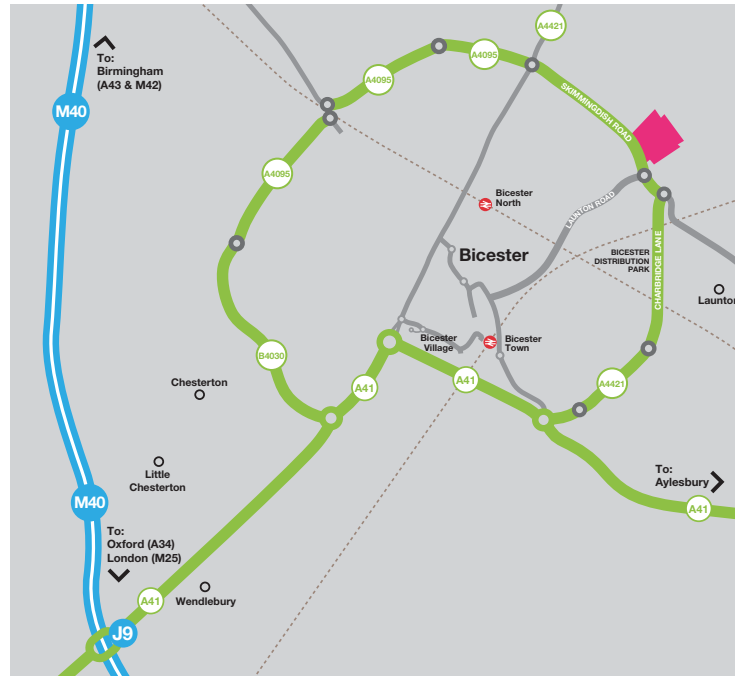 A4421
A4095
To:
Birmingham
(A43 & M42)
A4095
M40
SKIMMINGDISH ROAD
A4095
Bicester
North
LAUNTON ROAD
Bicester
BICESTER
DISTRIBUTION
PARK
CHARBRIDGE LANE
Launton
Bicester
Village
Bicester
Town
B4030
A41
A41
A4421
Chesterton
Little
Chesterton
To:
Aylesbury
M40
A41
To:
Oxford (A34)
London (M25)
A41
Wendlebury
J9